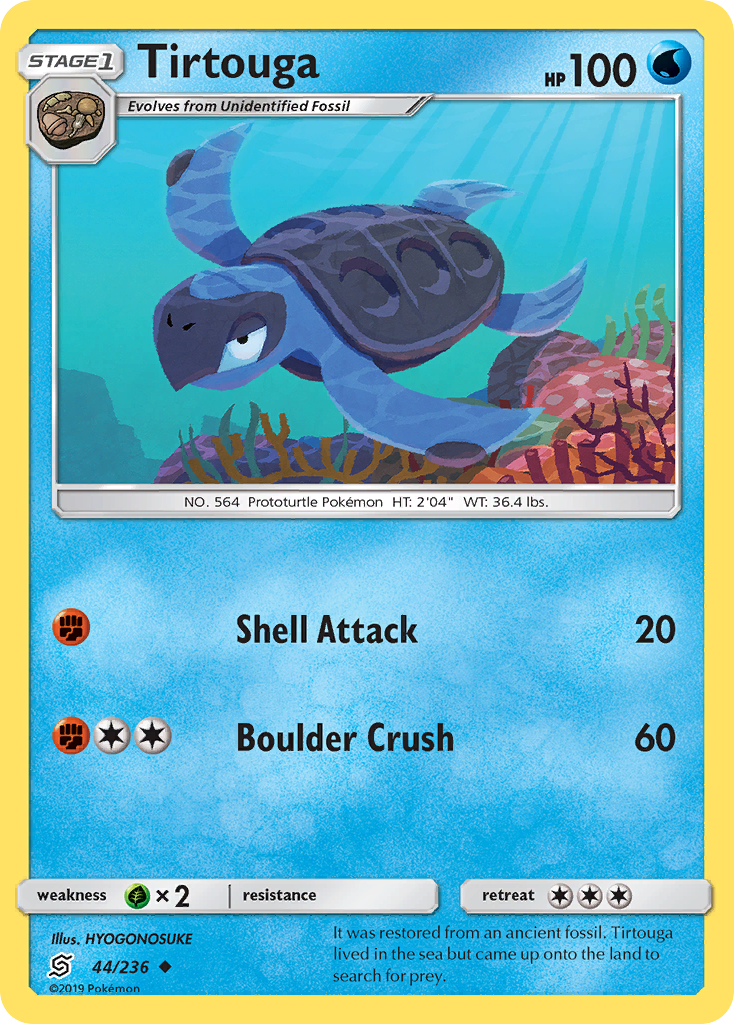 STAGE1 Tirtouga HP 100
Evolves from Unidentified Fossil
NO. 564 Prototurtle Pokémon HT: 2'04" WT: 36.4 lbs.
Shell Attack 20
Boulder Crush 60
weakness ×2 resistance retreat
Illus. HYOGONOSUKE
44/236
©2019 Pokémon
It was restored from an ancient fossil. Tirtouga
lived in the sea but came up onto the land to
search for prey.